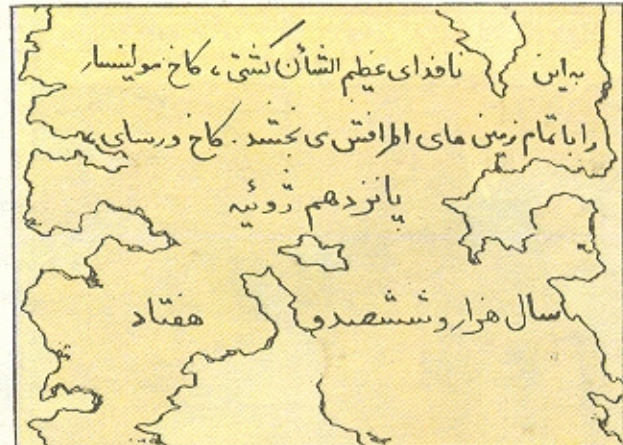 به این ناخدای عظیم الشأن کشتی، کاخ مولینسار
را با تمام زمین های اطرافش می بخشد. کاخ ورسای،
پانزدهم ژوئیه
سال هزار و ششصد و هفتاد